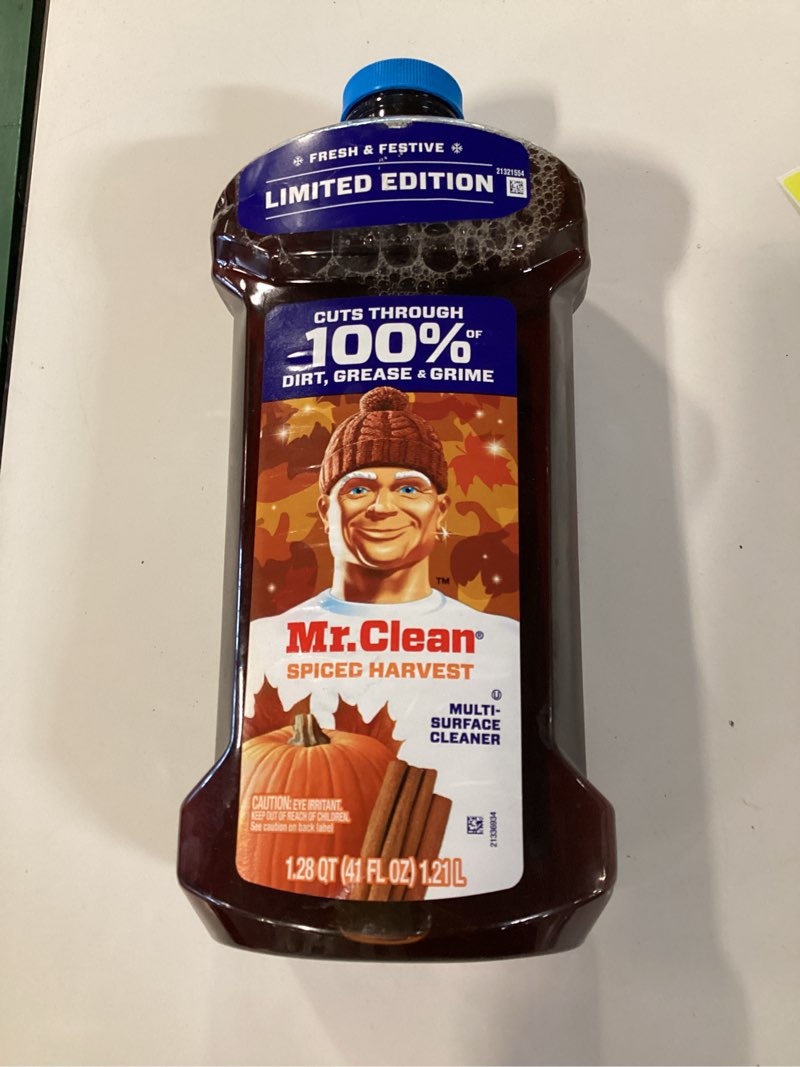 ❄ FRESH & FESTIVE ❄
LIMITED EDITION
21321554
CUTS THROUGH
100% OF
DIRT, GREASE & GRIME
TM
Mr. Clean®
SPICED HARVEST
U
MULTI-
SURFACE
CLEANER
CAUTION: EYE IRRITANT.
KEEP OUT OF REACH OF CHILDREN.
See caution on back label
21336934
1.28 QT (41 FL OZ) 1.21 L